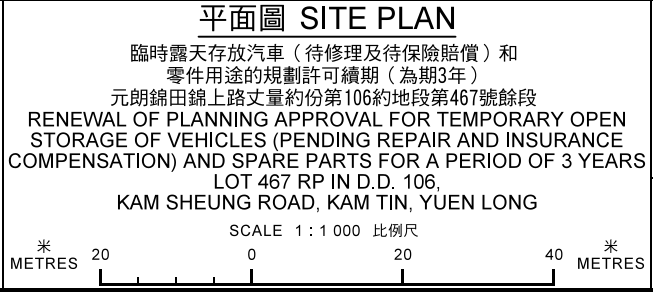 平面圖 SITE PLAN
臨時露天存放汽車（待修理及待保險賠償）和
零件用途的規劃許可續期（為期3年）
元朗錦田錦上路丈量約份第106約地段第467號餘段
RENEWAL OF PLANNING APPROVAL FOR TEMPORARY OPEN
STORAGE OF VEHICLES (PENDING REPAIR AND INSURANCE
COMPENSATION) AND SPARE PARTS FOR A PERIOD OF 3 YEARS
LOT 467 RP IN D.D. 106,
KAM SHEUNG ROAD, KAM TIN, YUEN LONG
SCALE 1 : 1 000 比例尺
米 METRES 20 0 20 40 米 METRES